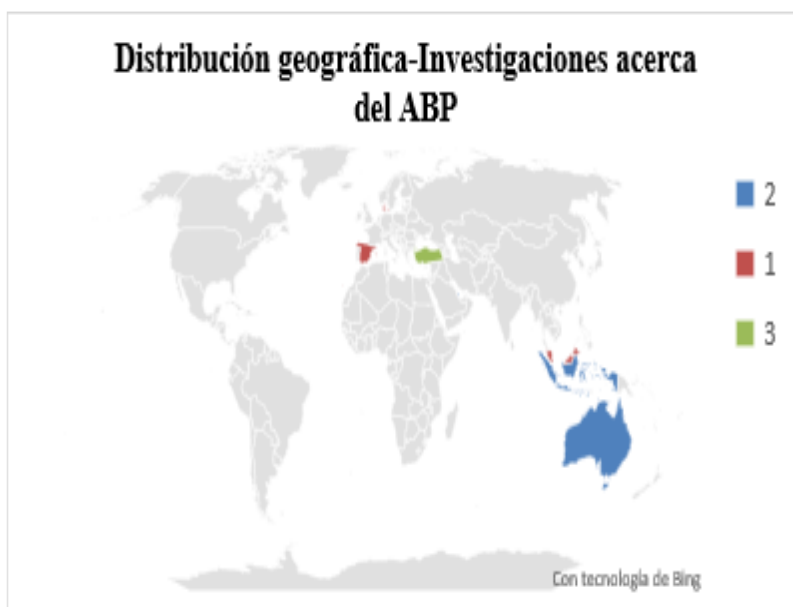 Distribución geográfica-Investigaciones acerca
del ABP
2
1
3
Con tecnología de Bing